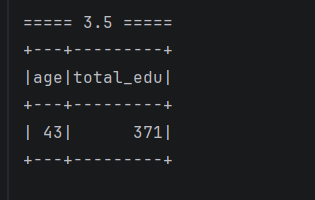 ===== 3.5 =====
+---+---------+
|age|total_edu|
+---+---------+
| 43|      371|
+---+---------+